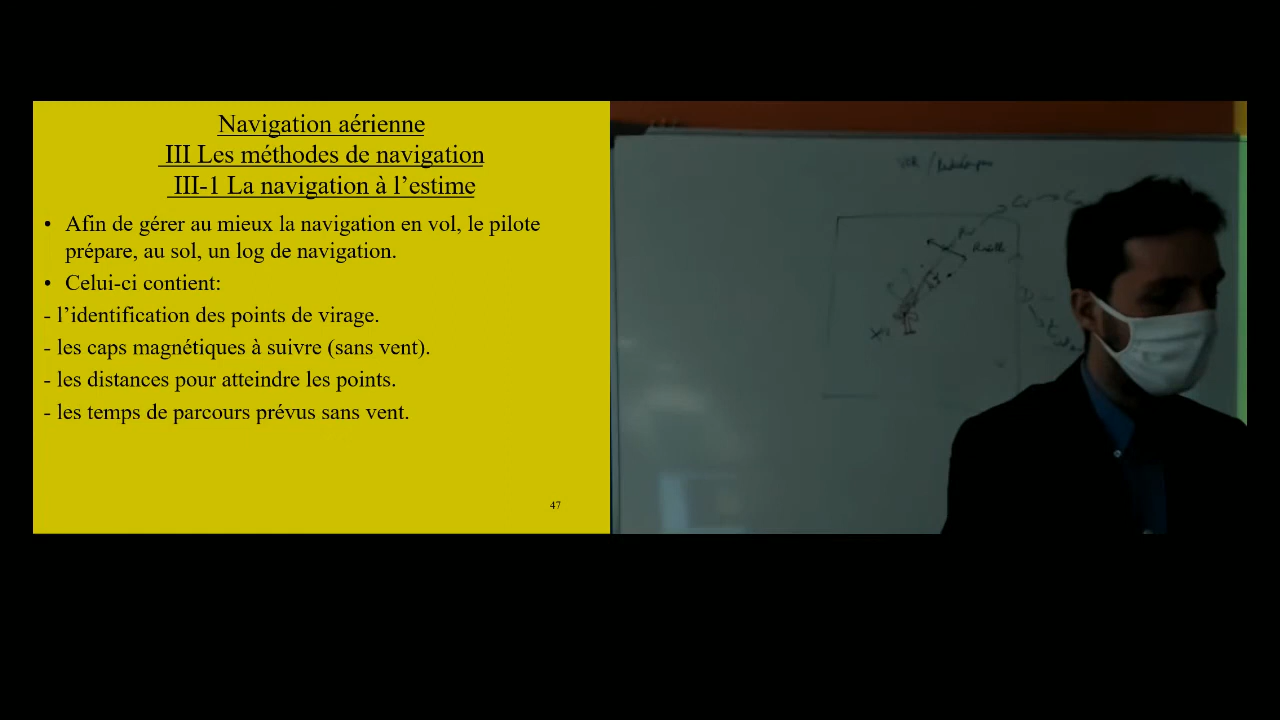 Navigation aérienne
III Les méthodes de navigation
III-1 La navigation à l’estime
• Afin de gérer au mieux la navigation en vol, le pilote
prépare, au sol, un log de navigation.
• Celui-ci contient:
- l’identification des points de virage.
- les caps magnétiques à suivre (sans vent).
- les distances pour atteindre les points.
- les temps de parcours prévus sans vent.
47